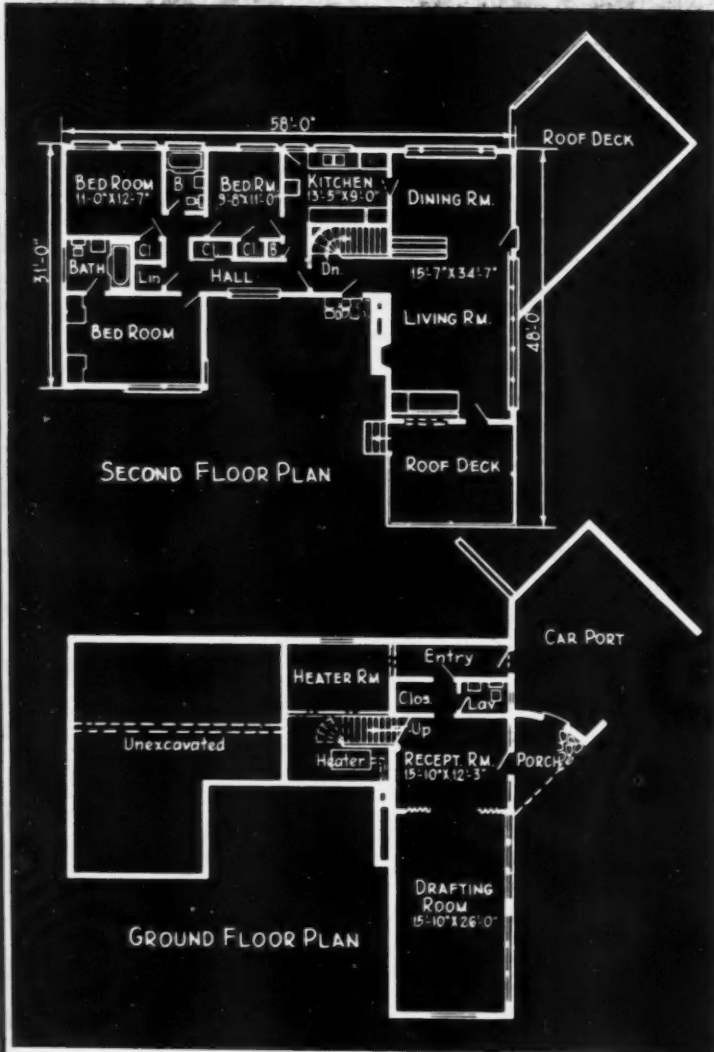 58'-0"
ROOF DECK
BED ROOM
11'-0"X12'-7"
B
BED RM.
9'-8X11'-0"
KITCHEN
13'-5"X9'-0"
DINING RM.
31'-0"
BATH
Cl
Cl
Cl
B
Lin
HALL
Dn.
15'-7"X34'-7"
LIVING RM.
48'-0"
BED ROOM
SECOND FLOOR PLAN
ROOF DECK
CAR PORT
HEATER RM
Entry
Clos.
Lav
Unexcavated
Up
Heater
RECEPT. RM.
15'-10"X12'-3"
PORCH
DRAFTING
ROOM
15'-10"X26'-0"
GROUND FLOOR PLAN